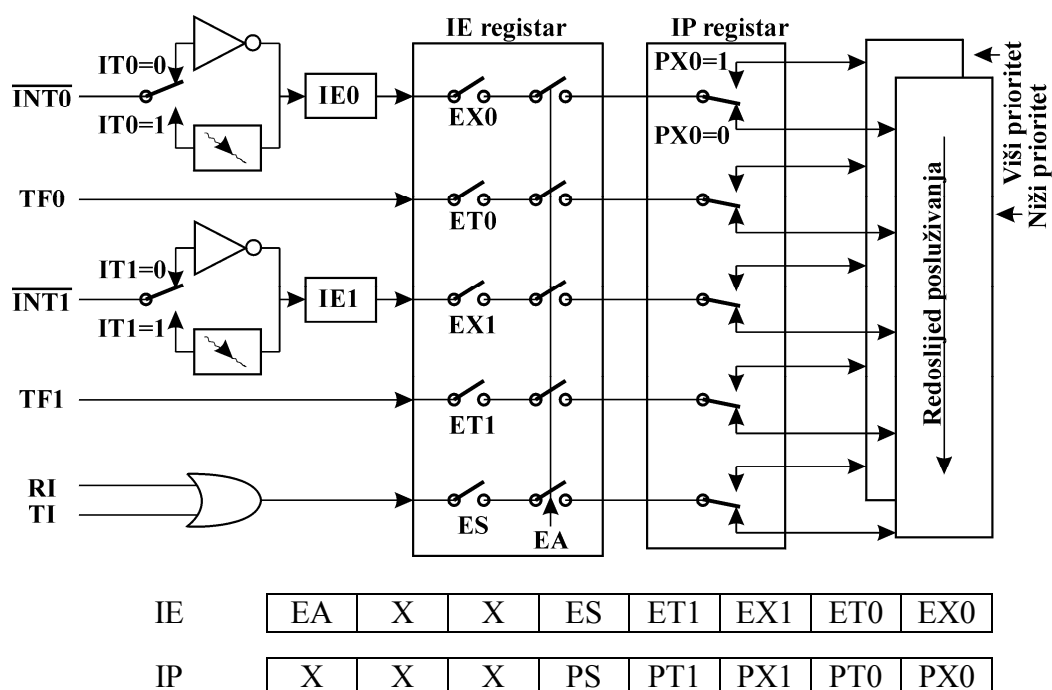 IE registar
IP registar
IT0=0
INT0
IT0=1
IE0
EX0
PX0=1
PX0=0
TF0
ET0
IT1=0
INT1
IT1=1
IE1
EX1
TF1
ET1
RI
TI
ES
EA
Redoslijed posluživanja
Viši prioritet
Niži prioritet
IE EA X X ES ET1 EX1 ET0 EX0
IP X X X PS PT1 PX1 PT0 PX0